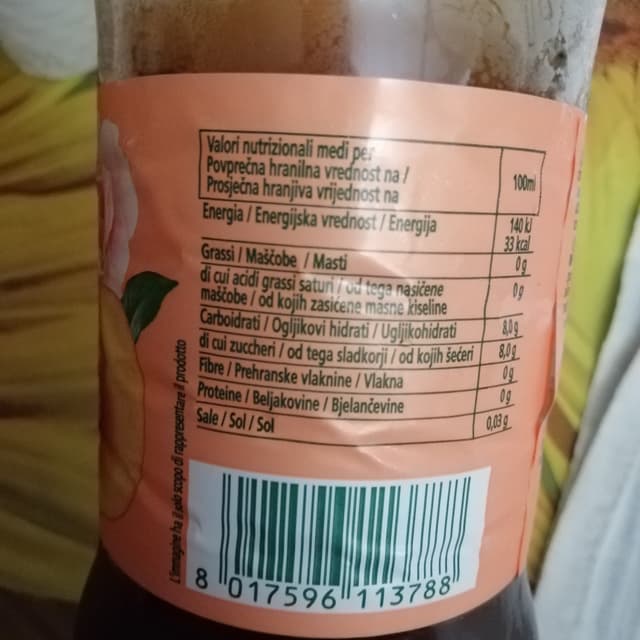 Valori nutrizionali medi per
Povprečna hranilna vrednost na /
Prosječna hranjiva vrijednost na
100ml
Energia / Energijska vrednost / Energija
140 kJ
33 kcal
Grassi / Maščobe / Masti
0 g
di cui acidi grassi saturi / od tega nasičene
maščobe / od kojih zasićene masne kiseline
0 g
Carboidrati / Ogljikovi hidrati / Ugljikohidrati
8,0 g
di cui zuccheri / od tega sladkorji / od kojih šećeri
8,0 g
Fibre / Prehranske vlaknine / Vlakna
0 g
Proteine / Beljakovine / Bjelančevine
0 g
Sale / Sol / Sol
0,03 g
L'immagine ha il solo scopo di rappresentare il prodotto
8 017596 113788